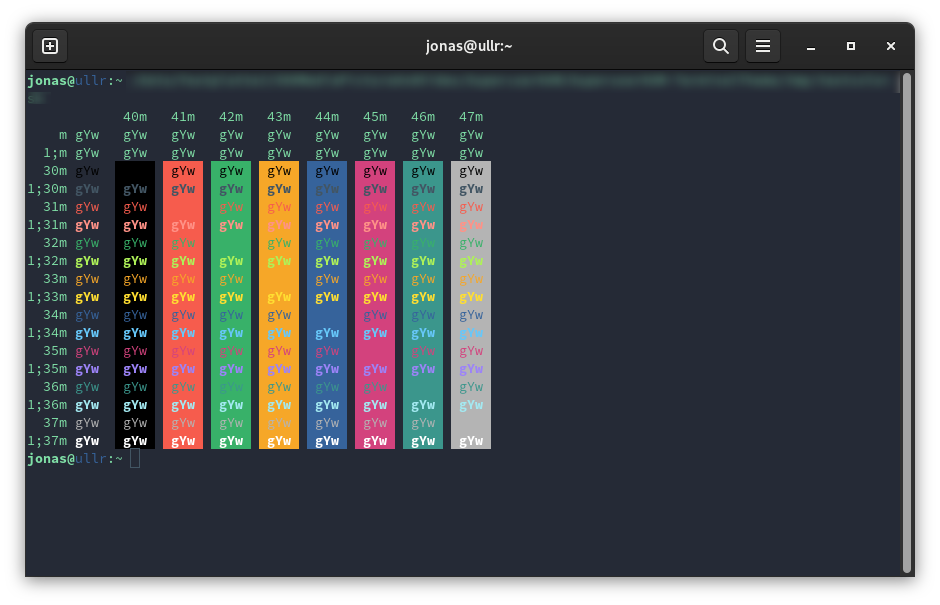 jonas@ullr:~
jonas@ullr:~
40m 41m 42m 43m 44m 45m 46m 47m
m gYw gYw gYw gYw gYw gYw gYw gYw gYw
1;m gYw gYw gYw gYw gYw gYw gYw gYw gYw
30m gYw gYw gYw gYw gYw gYw gYw gYw
1;30m gYw gYw gYw gYw gYw gYw gYw gYw gYw
31m gYw gYw gYw gYw gYw gYw gYw gYw
1;31m gYw gYw gYw gYw gYw gYw gYw gYw gYw
32m gYw gYw gYw gYw gYw gYw gYw gYw
1;32m gYw gYw gYw gYw gYw gYw gYw gYw gYw
33m gYw gYw gYw gYw gYw gYw gYw gYw
1;33m gYw gYw gYw gYw gYw gYw gYw gYw gYw
34m gYw gYw gYw gYw gYw gYw gYw gYw
1;34m gYw gYw gYw gYw gYw gYw gYw gYw gYw
35m gYw gYw gYw gYw gYw gYw gYw gYw
1;35m gYw gYw gYw gYw gYw gYw gYw gYw gYw
36m gYw gYw gYw gYw gYw gYw gYw gYw
1;36m gYw gYw gYw gYw gYw gYw gYw gYw gYw
37m gYw gYw gYw gYw gYw gYw gYw gYw
1;37m gYw gYw gYw gYw gYw gYw gYw gYw gYw
jonas@ullr:~